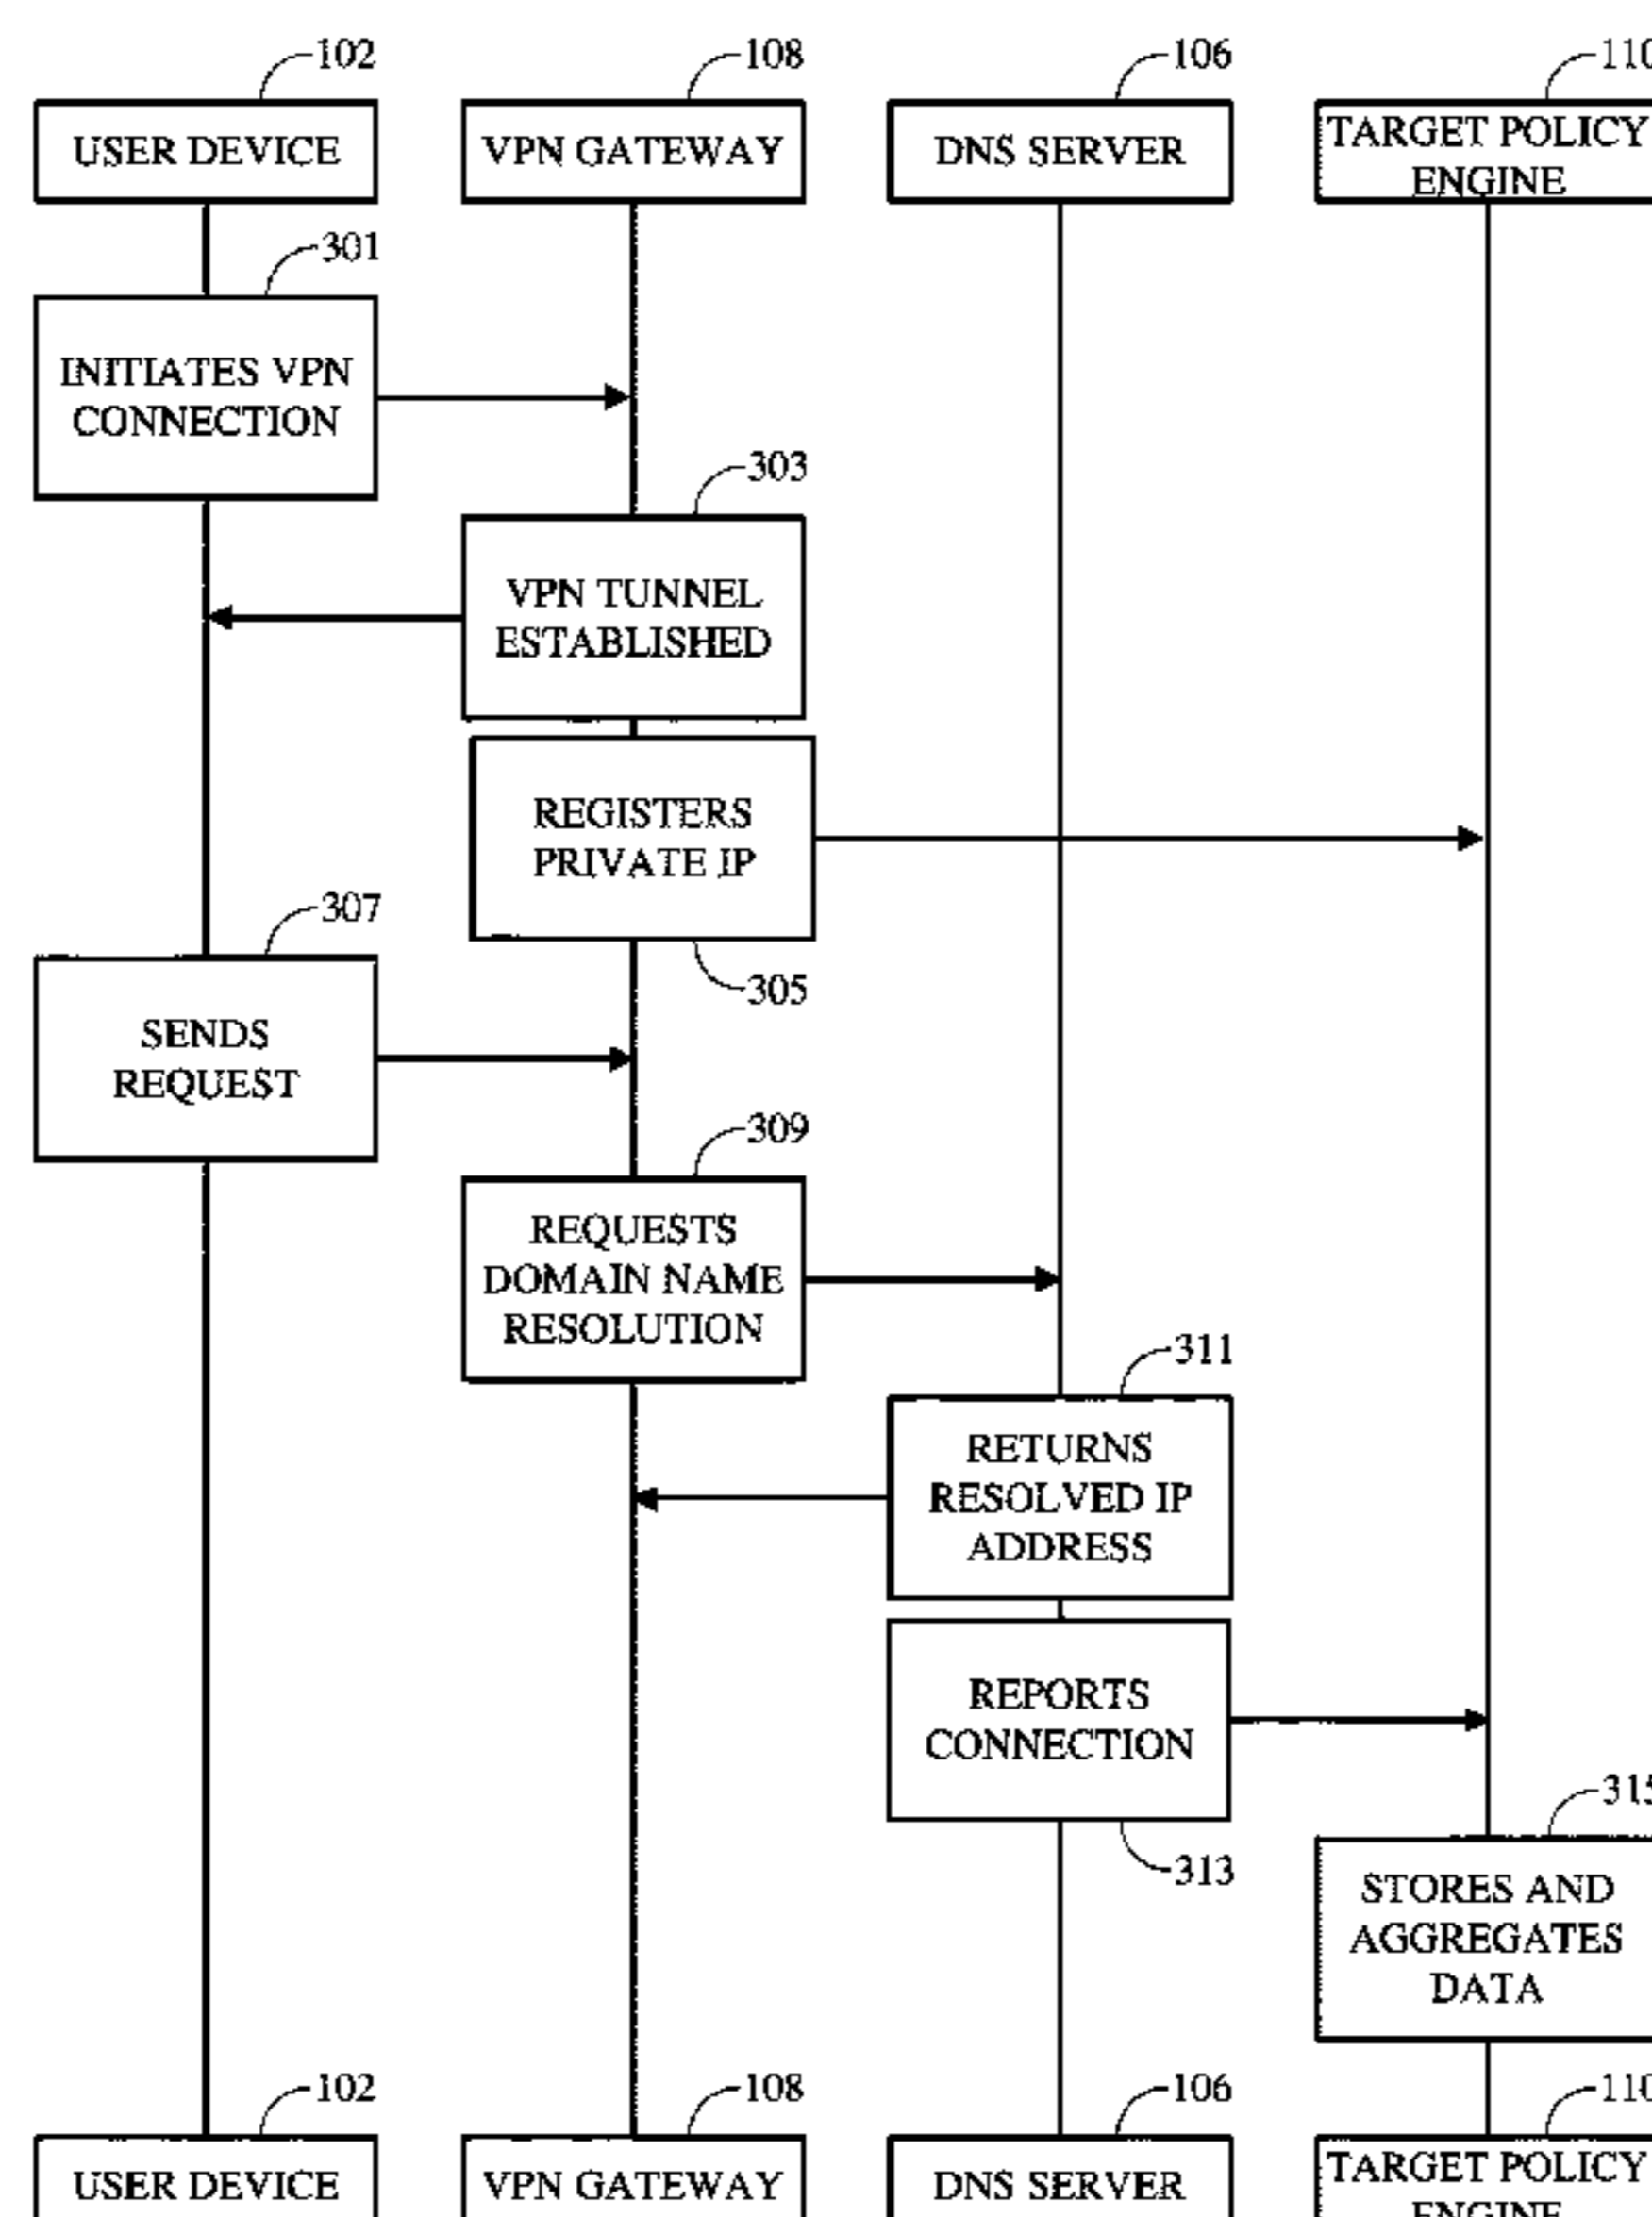 102
108
106
110
USER DEVICE
VPN GATEWAY
DNS SERVER
TARGET POLICY
ENGINE
301
INITIATES VPN
CONNECTION
303
VPN TUNNEL
ESTABLISHED
REGISTERS
PRIVATE IP
305
307
SENDS
REQUEST
309
REQUESTS
DOMAIN NAME
RESOLUTION
311
RETURNS
RESOLVED IP
ADDRESS
REPORTS
CONNECTION
313
315
STORES AND
AGGREGATES
DATA
102
108
106
110
USER DEVICE
VPN GATEWAY
DNS SERVER
TARGET POLICY
ENGINE